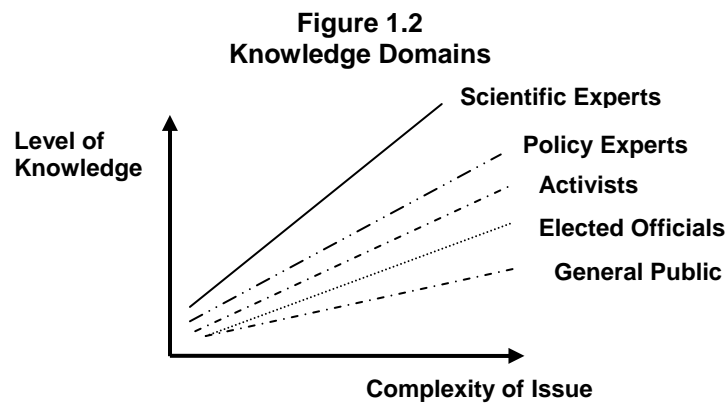 Figure 1.2
Knowledge Domains
Scientific Experts
Level of
Knowledge
Policy Experts
Activists
Elected Officials
General Public
Complexity of Issue